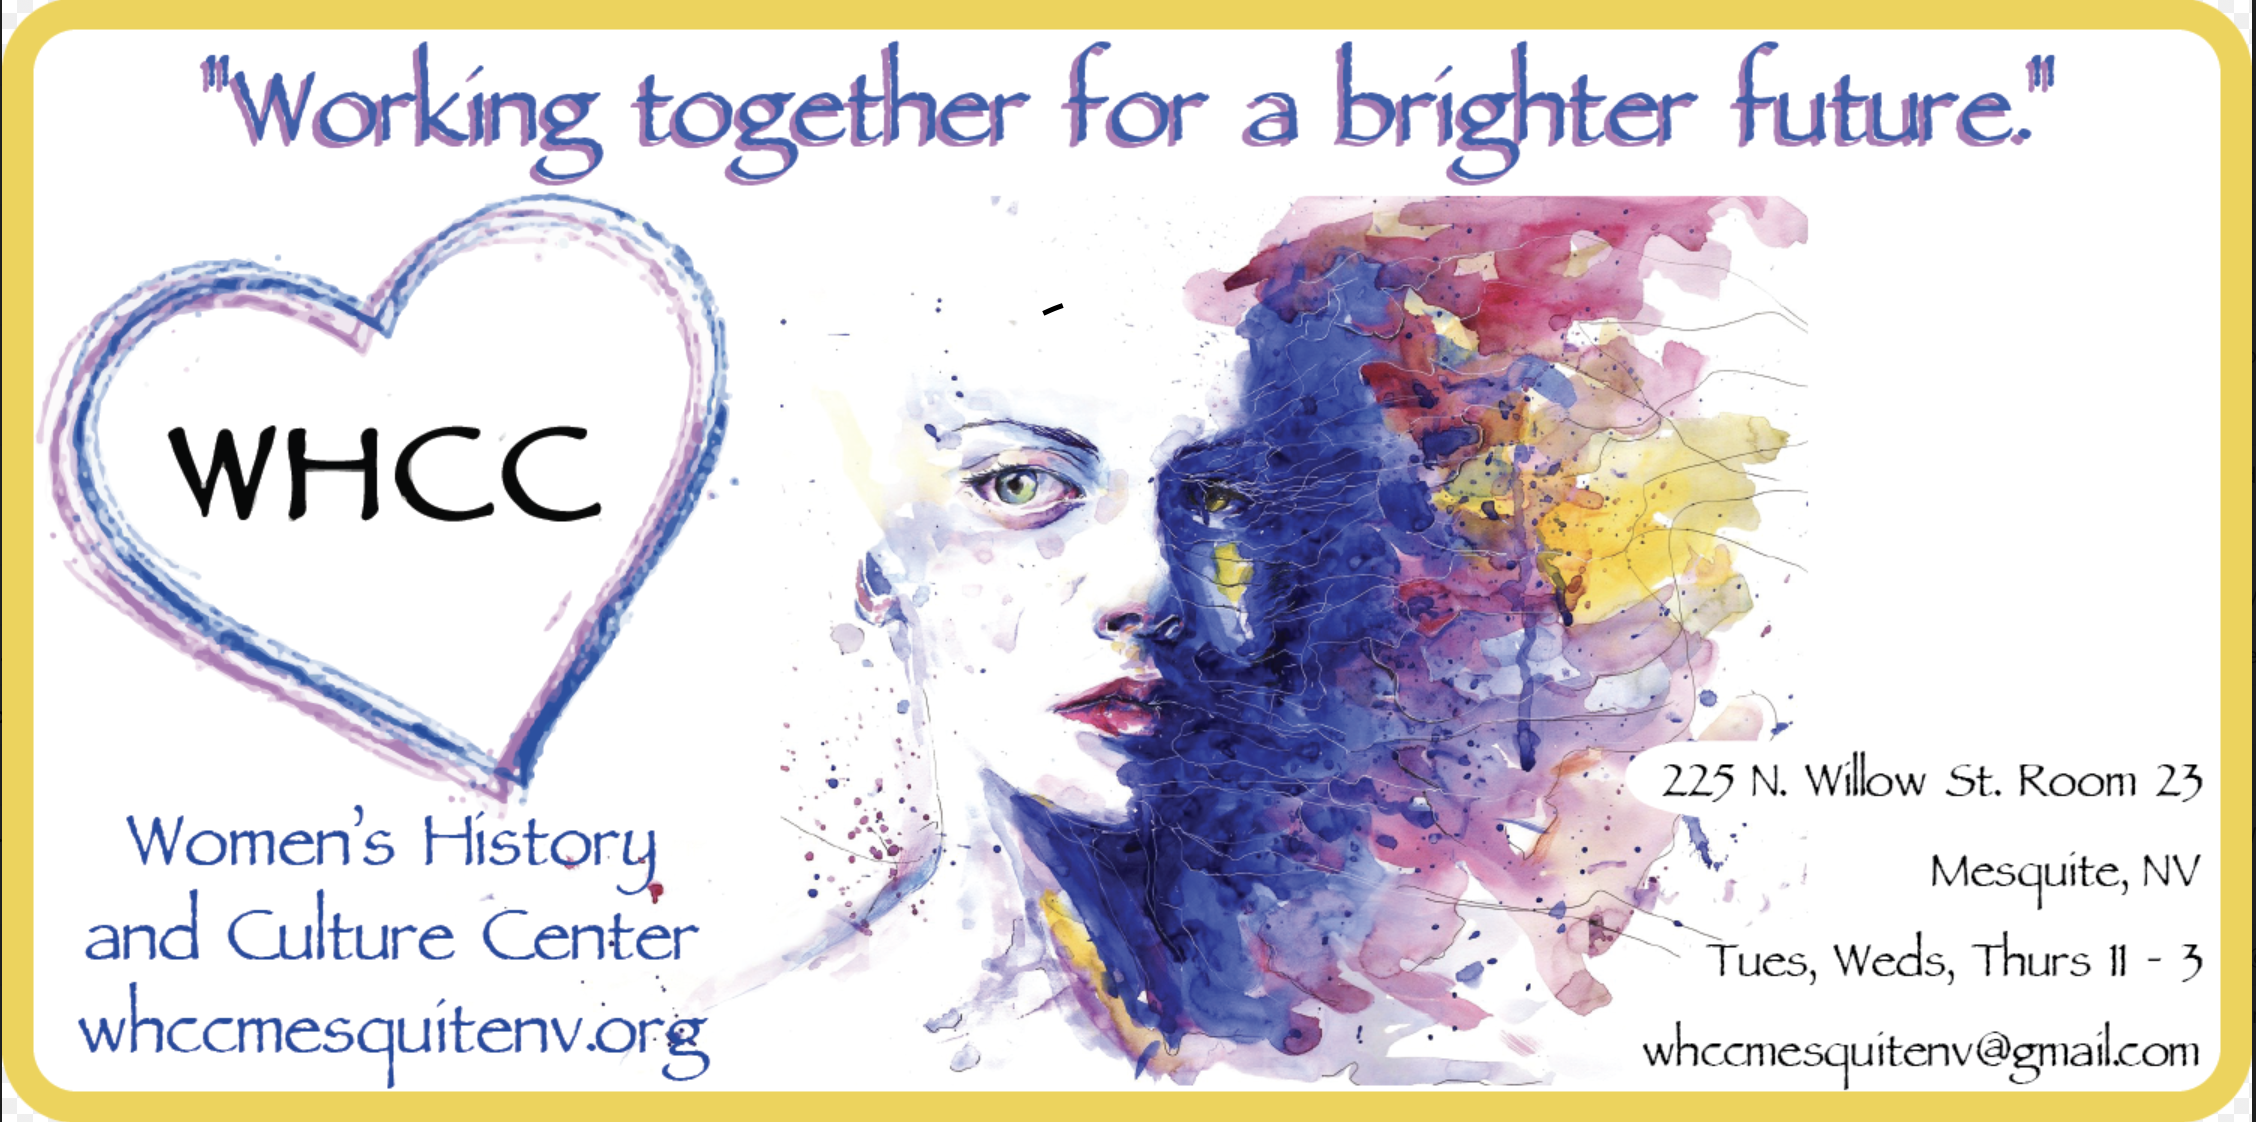 "Working together for a brighter future."
WHCC
Women's History
and Culture Center
whccmesquitenv.org
225 N. Willow St. Room 23
Mesquite, NV
Tues, Weds, Thurs 11 - 3
whccmesquitenv@gmail.com